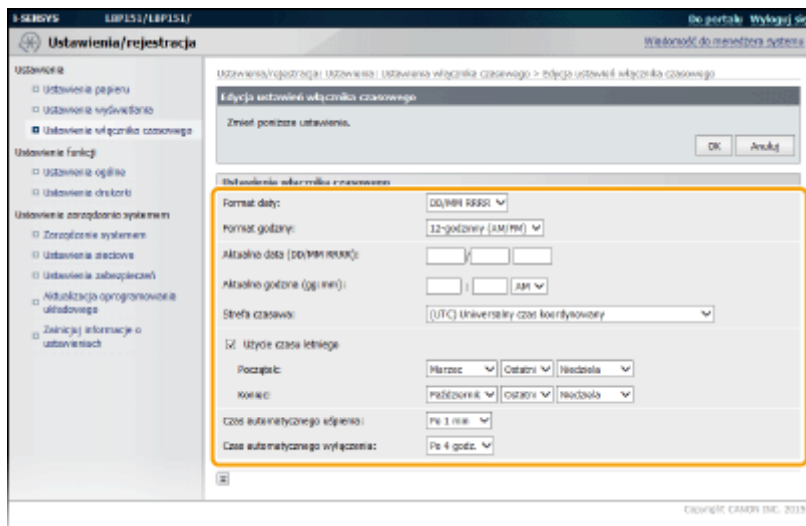 i-SENSYS LBP151/LBP151/ Do portalu Wyloguj się
Ustawienia/rejestracja Wiadomość do menedżera systemu
Ustawienia
Ustawienia papieru
Ustawienia wyświetlania
Ustawienie włącznika czasowego
Ustawienie funkcji
Ustawienia ogólne
Ustawienia drukarki
Ustawienia zarządzania systemem
Zarządzanie systemem
Ustawienia sieciowe
Ustawienia zabezpieczeń
Aktualizacja oprogramowania
układowego
Zainicjuj informacje o
ustawieniach
Ustawienia/rejestracja: Ustawienia: Ustawienia włącznika czasowego > Edycja ustawień włącznika czasowego
Edycja ustawień włącznika czasowego
Zmień poniższe ustawienia.
OK Anuluj
Ustawienie włącznika czasowego
Format daty: DD/MM RRRR
Format godziny: 12-godzinny (AM/PM)
Aktualna data (DD/MM RRRR): /
Aktualna godzina (gg:mm): : AM
Strefa czasowa: (UTC) Uniwersalny czas koordynowany
Użycie czasu letniego
Początek: Marzec Ostatni Niedziela
Koniec: Październik Ostatni Niedziela
Czas automatycznego uśpienia: Po 1 min
Czas automatycznego wyłączenia: Po 4 godz.
Copyright CANON INC. 2015